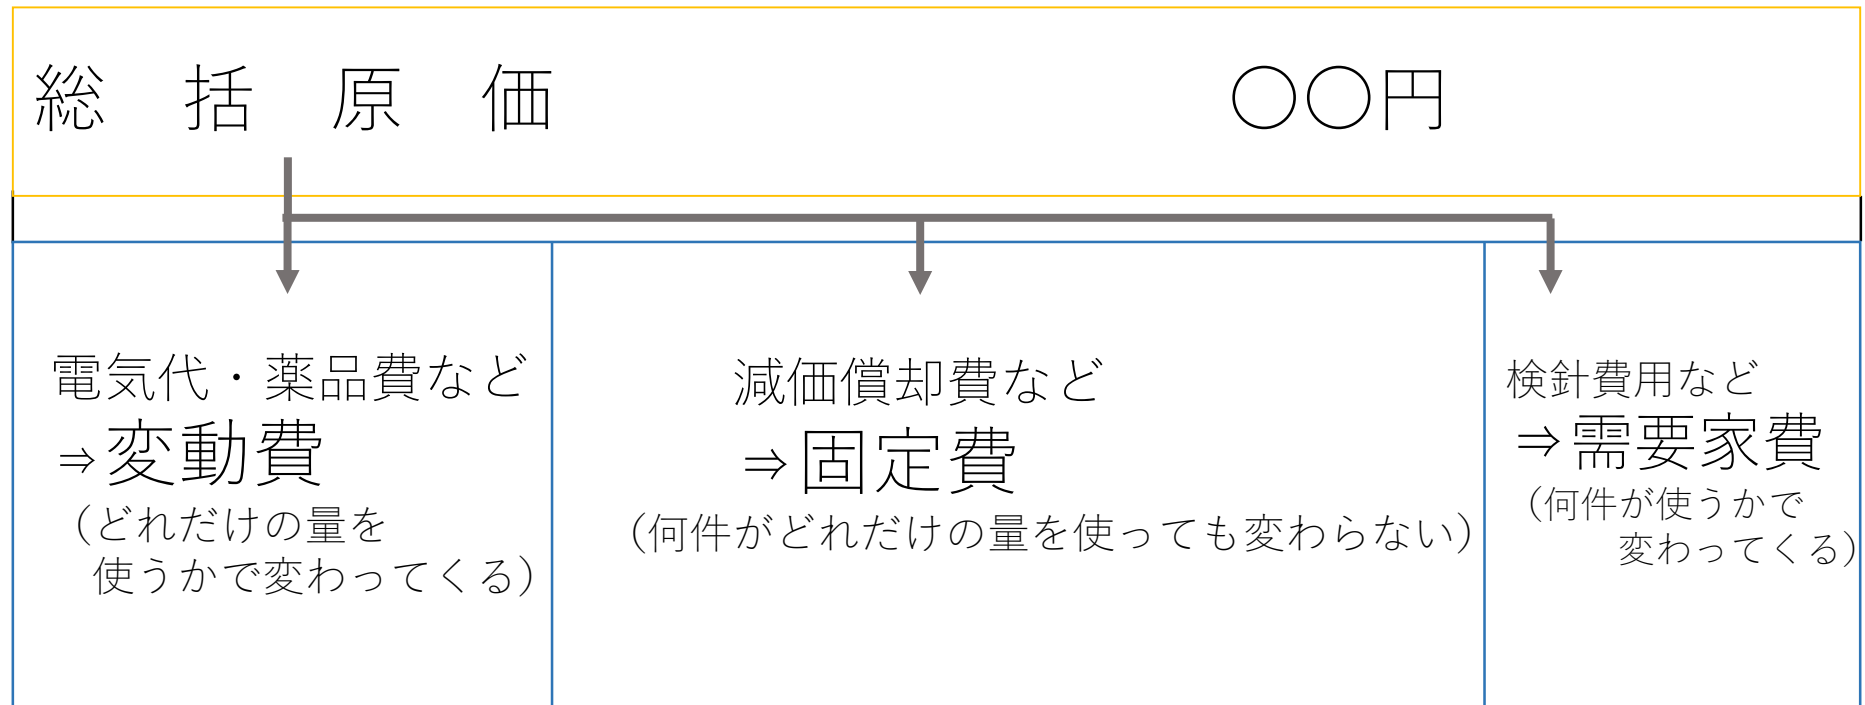 総括原価 〇〇円
電気代・薬品費など
⇒変動費
（どれだけの量を
使うかで変わってくる）
減価償却費など
⇒固定費
（何件がどれだけの量を使っても変わらない）
検針費用など
⇒需要家費
（何件が使うかで
変わってくる）